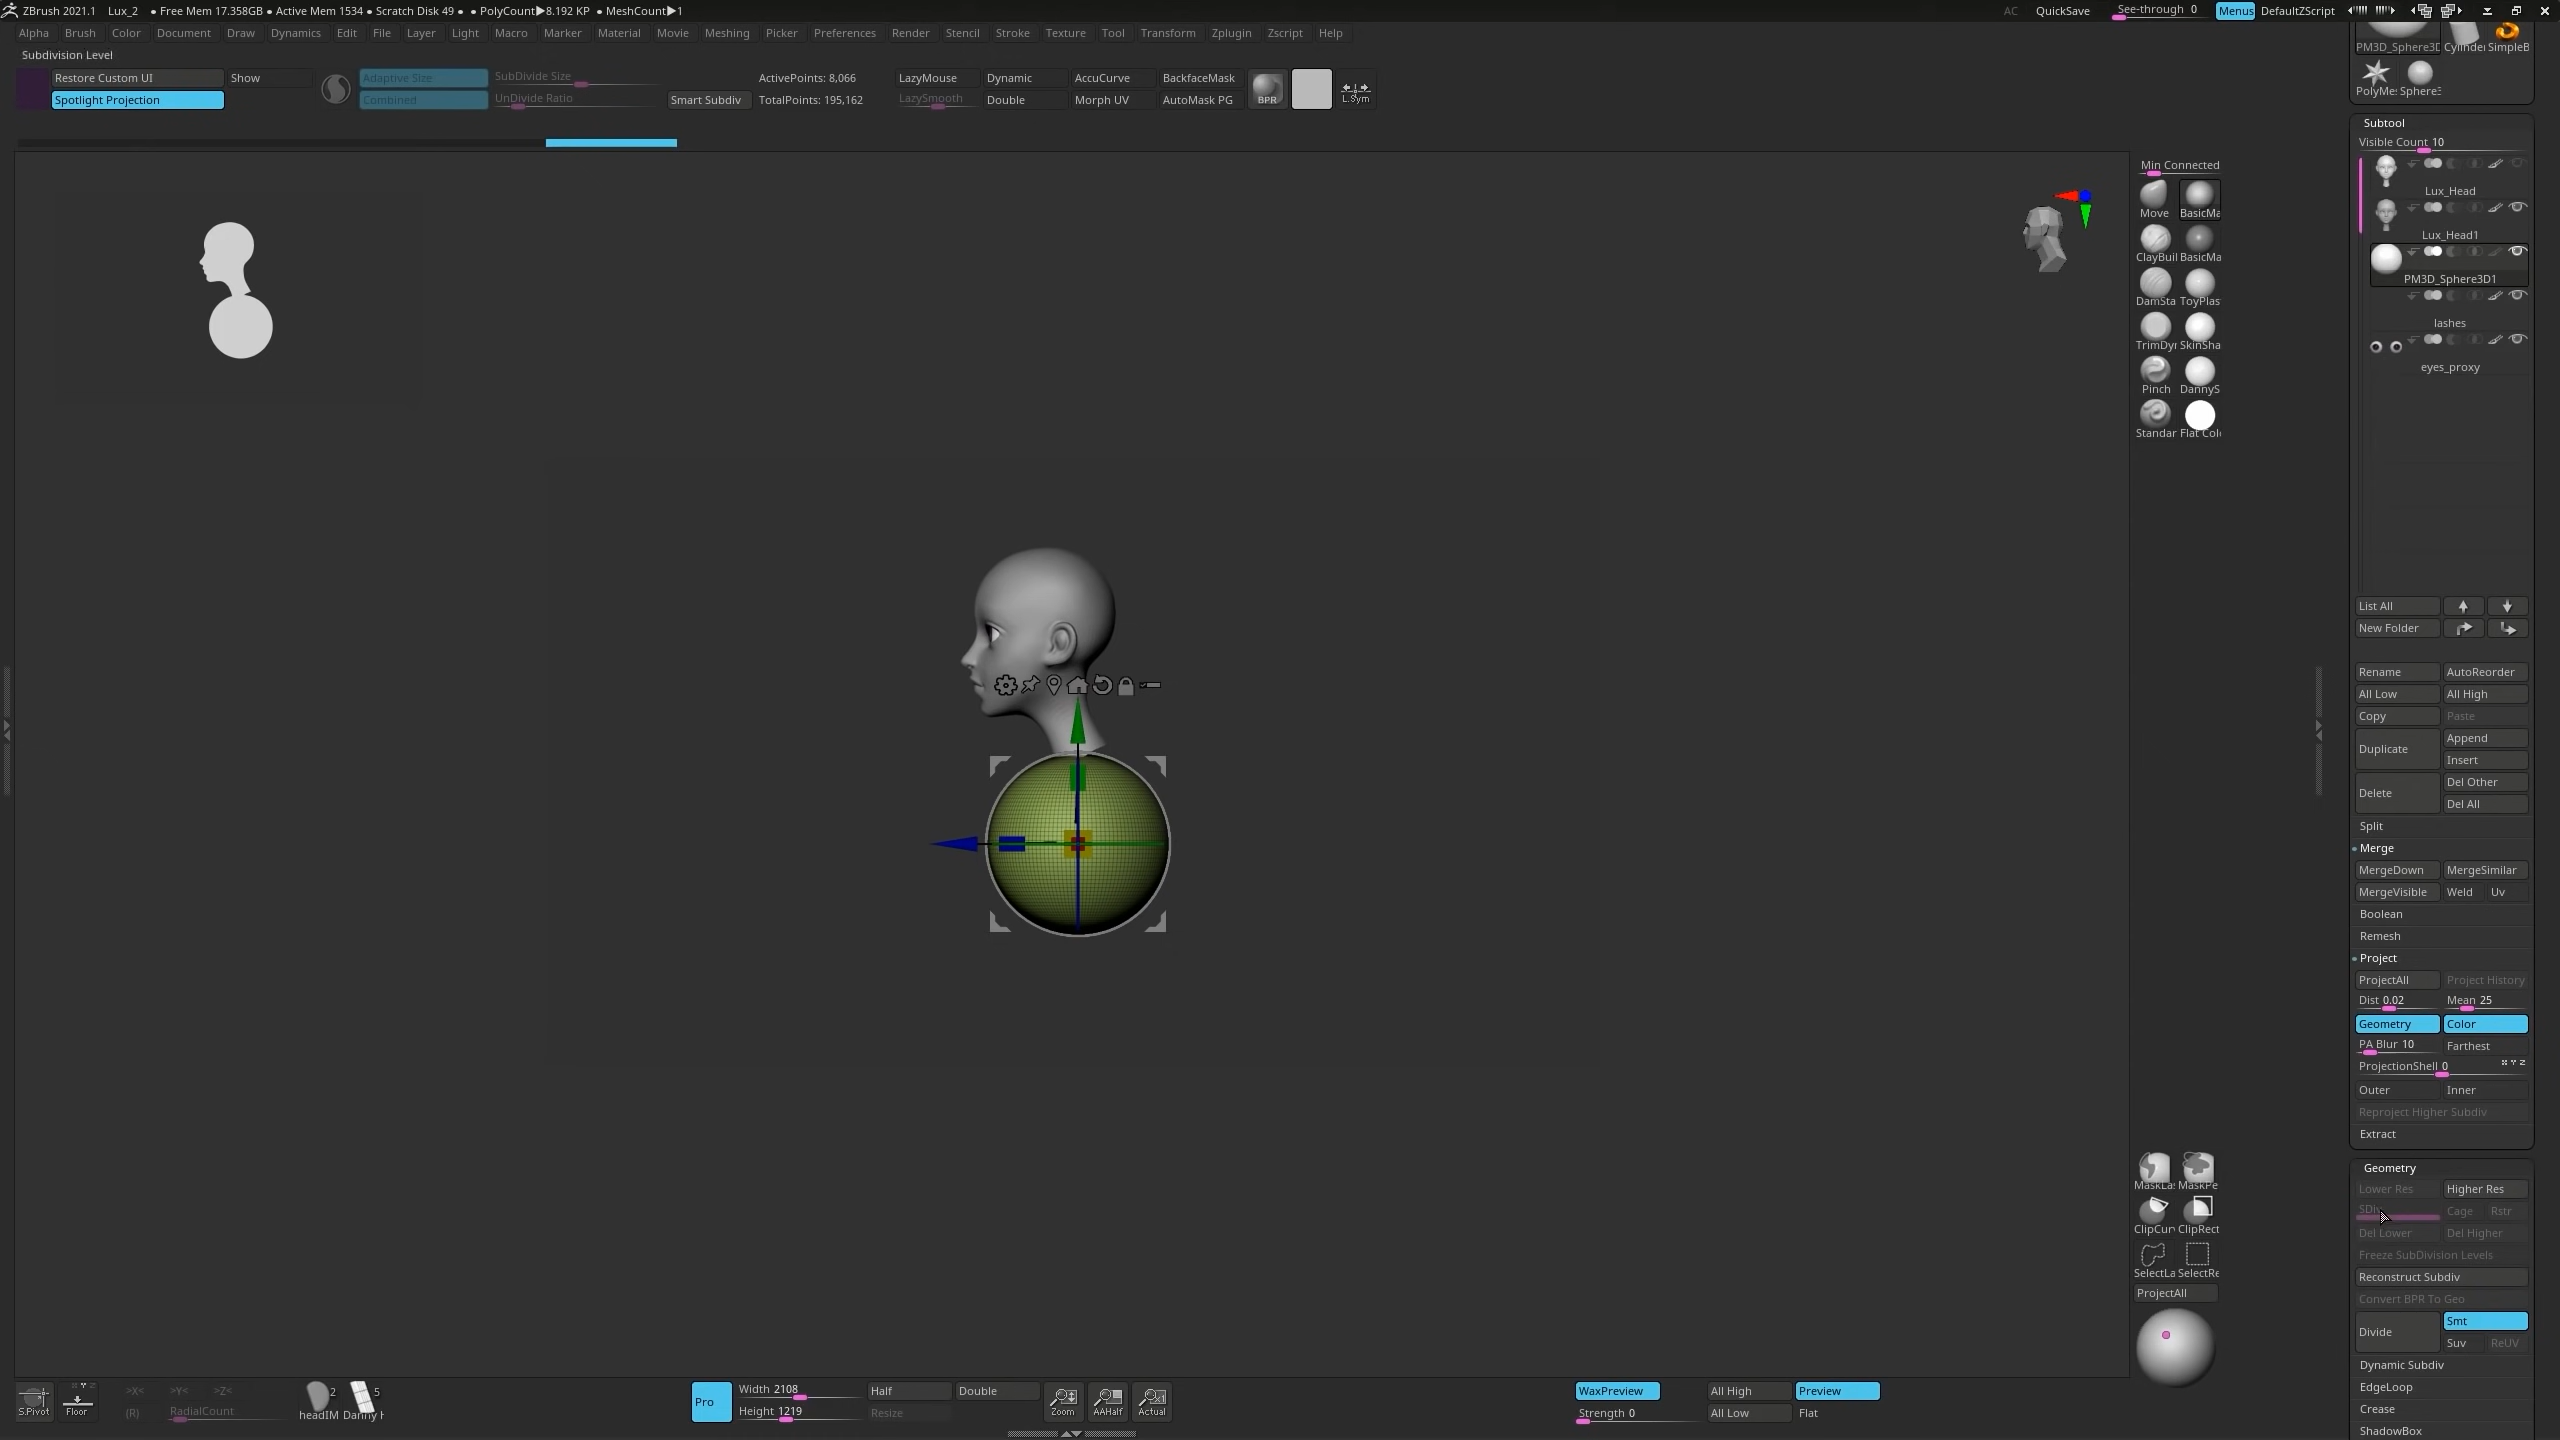 ZBrush 2021.1 Lux_2 • Free Mem 17.358GB • Active Mem 1534 • Scratch Disk 49 • • PolyCount▶8.192 KP • MeshCount▶1 AC QuickSave See-through 0 Menus DefaultZScript
Alpha Brush Color Document Draw Dynamics Edit File Layer Light Macro Marker Material Meshing Movie Picker Preferences Render Stencil Stroke Texture Tool Transform Zplugin Zscript Help
PM3D_Sphere3D Cylinder SimpleB
Subdivision Level
Restore Custom UI Show Adaptive Size SubDivide Size ActivePoints: 8,066 LazyMouse Dynamic AccuCurve BackfaceMask
Spotlight Projection Combined UnDivide Ratio Smart Subdiv TotalPoints: 195,162 LazySmooth Double Morph UV AutoMask PG BPR L.Sym
PolyMe Sphere3
Subtool
Visible Count 10
Min Connected
Lux_Head
Move BasicMa
Lux_Head1
ClayBuil BasicMa
PM3D_Sphere3D1
DamSta ToyPlas
lashes
TrimDy SkinSha
eyes_proxy
Pinch DannyS
Standar Flat Col
List All
New Folder
Rename AutoReorder
All Low All High
Copy Paste
Duplicate Append
Insert
Delete Del Other
Del All
Split
Merge
MergeDown MergeSimilar
MergeVisible Weld Uv
Boolean
Remesh
Project
ProjectAll Project History
Dist 0.02 Mean 25
Geometry Color
PA Blur 10 Farthest
ProjectionShell 0
Outer Inner
Reproject Higher Subdiv
Extract
Geometry
MaskLa MaskPe
Lower Res Higher Res
SDiv Cage Rstr
ClipCur ClipRect
Del Lower Del Higher
Freeze SubDivision Levels
SelectLa SelectRe
Reconstruct Subdiv
ProjectAll
Convert BPR To Geo
Divide Smt
Suv ReUV
Dynamic Subdiv
EdgeLoop
Crease
ShadowBox
S.Pivot Floor >X< >Y< >Z< 2 5 Pro Width 2108 Half Double Zoom AAHalf Actual WaxPreview All High Preview
(R) RadialCount headIM Danny H Height 1219 Resize Strength 0 All Low Flat